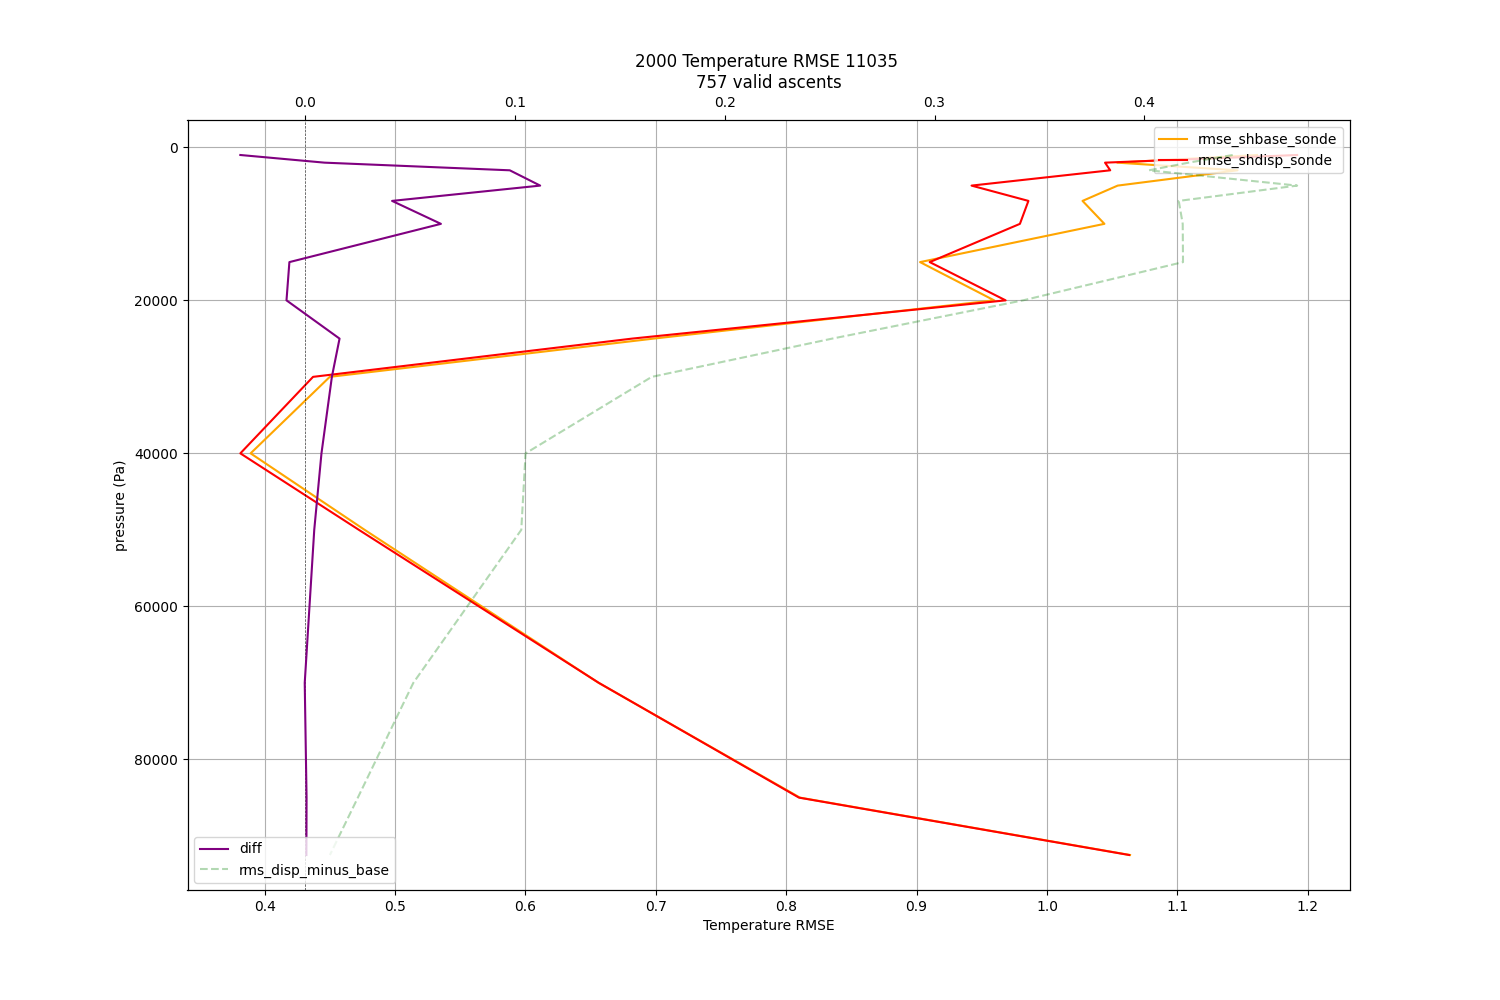 2000 Temperature RMSE 11035
757 valid ascents
0.0 0.1 0.2 0.3 0.4
rmse_shbase_sonde
rmse_shdisp_sonde
0
20000
40000
60000
80000
pressure (Pa)
diff
rms_disp_minus_base
0.4 0.5 0.6 0.7 0.8 0.9 1.0 1.1 1.2
Temperature RMSE